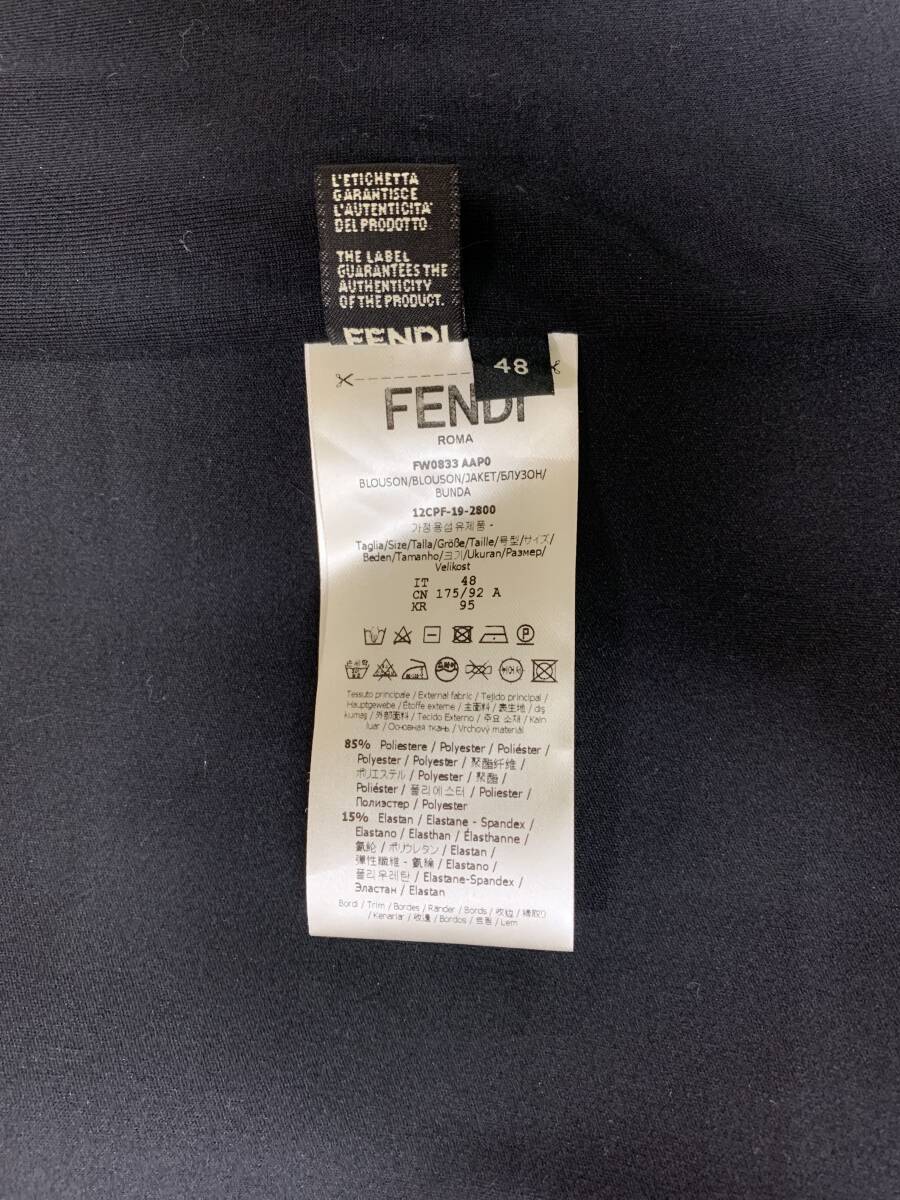 L'ETICHETTA
GARANTISCE
L'AUTENTICITA'
DEL PRODOTTO.
THE LABEL
GUARANTEES THE
AUTHENTICITY
OF THE PRODUCT.
FENDI
48
FENDI
ROMA
FW0833 AAP0
BLOUSON/BLOUSON/JAKET/БЛУЗОН/
BUNDA
12CPF-19-2800
가정용섬유제품 -
Taglia/Size/Talla/Größe/Taille/号型/サイズ/
Beden/Tamanho/크기/Ukuran/Размер/
Velikost
IT 48
CN 175/92 A
KR 95
Tessuto principale / External fabric / Tejido principal /
Hauptgewebe / Étoffe externe / 主面料 / 表生地 / dış
kumaş / 外部面料 / Tecido Externo / 주요 소재 / Kain
luar / Основная ткань / Vrchový materiál
85% Poliestere / Polyester / Poliéster /
Polyester / Polyester / 聚酯纤维 /
ポリエステル / Polyester / 聚酯 /
Poliéster / 폴리에스터 / Poliester /
Полиэстер / Polyester
15% Elastan / Elastane - Spandex /
Elastano / Elasthan / Élasthanne /
氨纶 / ポリウレタン / Elastan /
彈性纖維 - 氨綸 / Elastano /
폴리우레탄 / Elastane-Spandex /
Эластан / Elastan
Bordi / Trim / Bordes / Ränder / Bords / 收边 / 縁取り
/ Kenarlar / 收邊 / Bordos / 트림 / Lem